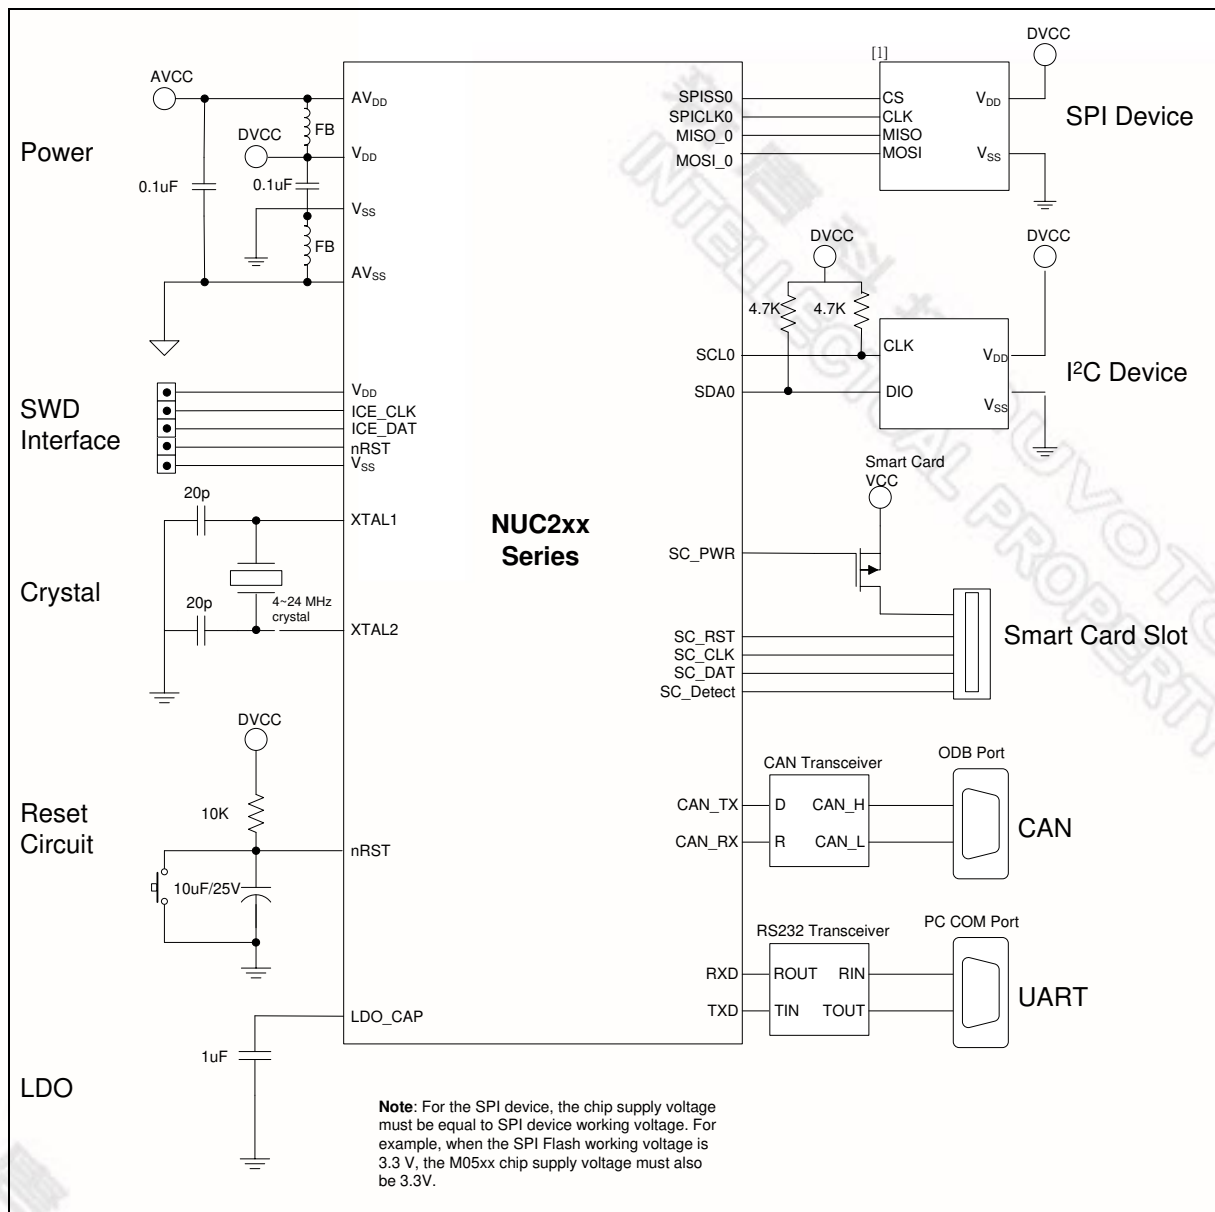 Power
AVCC
AVDD
FB
DVCC
VDD
0.1uF
0.1uF
VSS
FB
AVSS
SWD
Interface
VDD
ICE_CLK
ICE_DAT
nRST
VSS
Crystal
20p
XTAL1
20p
4~24 MHz
crystal
XTAL2
Reset
Circuit
DVCC
10K
nRST
10uF/25V
LDO
LDO_CAP
1uF
NUC2xx
Series
[1]
DVCC
SPISS0
SPICLK0
MISO_0
MOSI_0
CS
CLK
MISO
MOSI
VDD
VSS
SPI Device
DVCC
DVCC
4.7K
4.7K
SCL0
SDA0
CLK
DIO
VDD
VSS
I2C Device
Smart Card
VCC
SC_PWR
SC_RST
SC_CLK
SC_DAT
SC_Detect
Smart Card Slot
CAN Transceiver
ODB Port
CAN_TX
CAN_RX
D
R
CAN_H
CAN_L
CAN
RS232 Transceiver
PC COM Port
RXD
TXD
ROUT
TIN
RIN
TOUT
UART
Note: For the SPI device, the chip supply voltage
must be equal to SPI device working voltage. For
example, when the SPI Flash working voltage is
3.3 V, the M05xx chip supply voltage must also
be 3.3V.
INTELLECTUAL PROPERTY